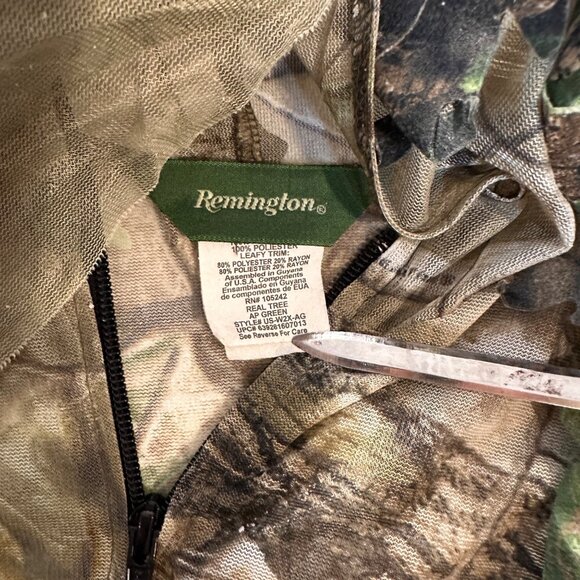 Remington®
100% POLIESTER
LEAFY TRIM:
80% POLYESTER 20% RAYON
80% POLIESTER 20% RAYON
Assembled in Guyana
of U.S.A. Components
Ensamblado en Guyana
de componentes de EUA
RN# 105242
REAL TREE
AP GREEN
STYLE# US-W2X-AG
UPC# 639281607013
See Reverse For Care